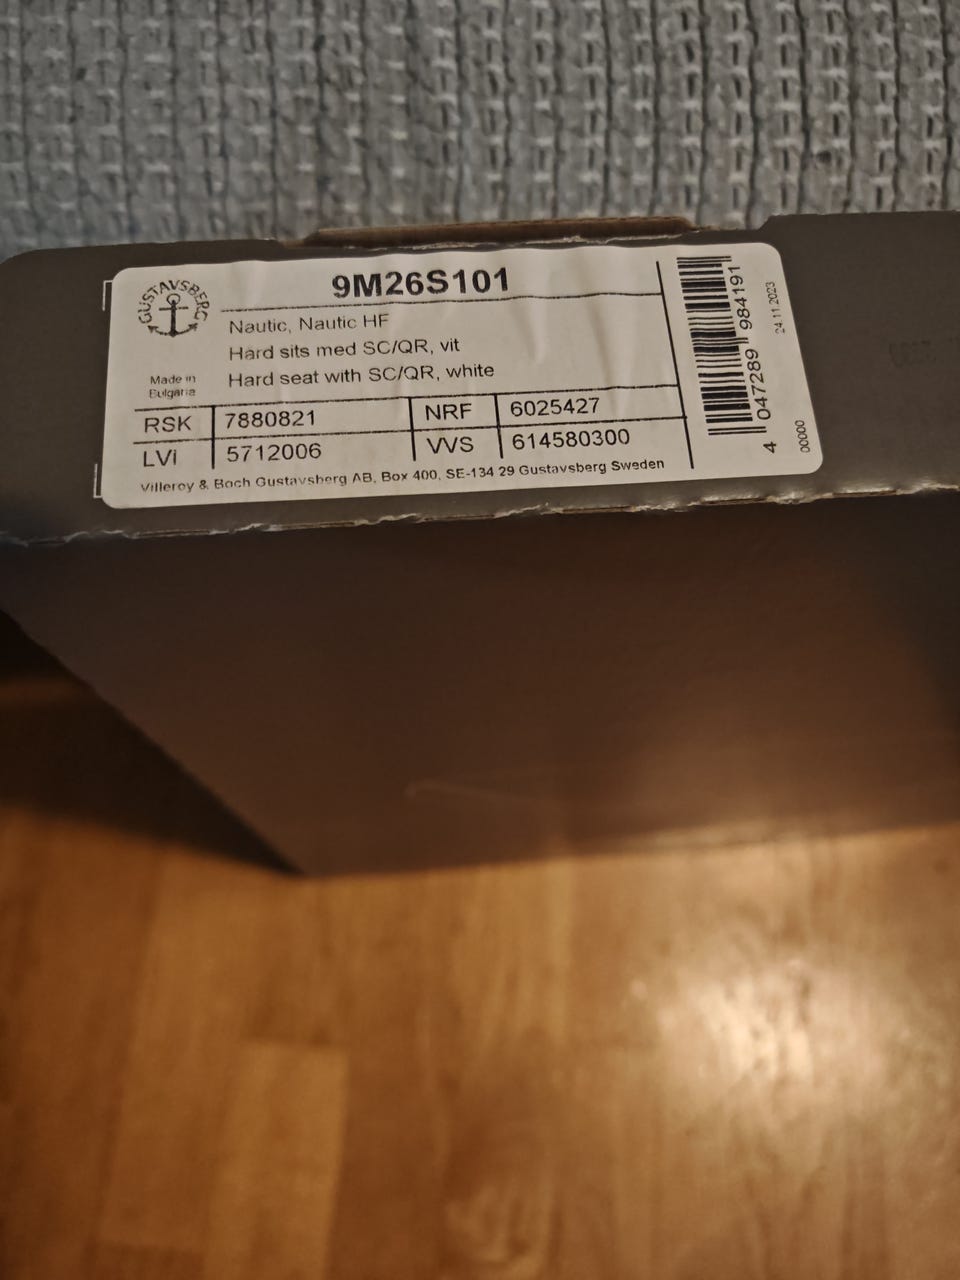 9M26S101
GUSTAVSBERG
Nautic, Nautic HF
Hård sits med SC/QR, vit
Hard seat with SC/QR, white
Made in
Bulgaria
RSK 7880821 NRF 6025427
LVi 5712006 VVS 614580300
Villeroy & Boch Gustavsberg AB, Box 400, SE-134 29 Gustavsberg Sweden
4 047289 984191
24.11.2023
00000